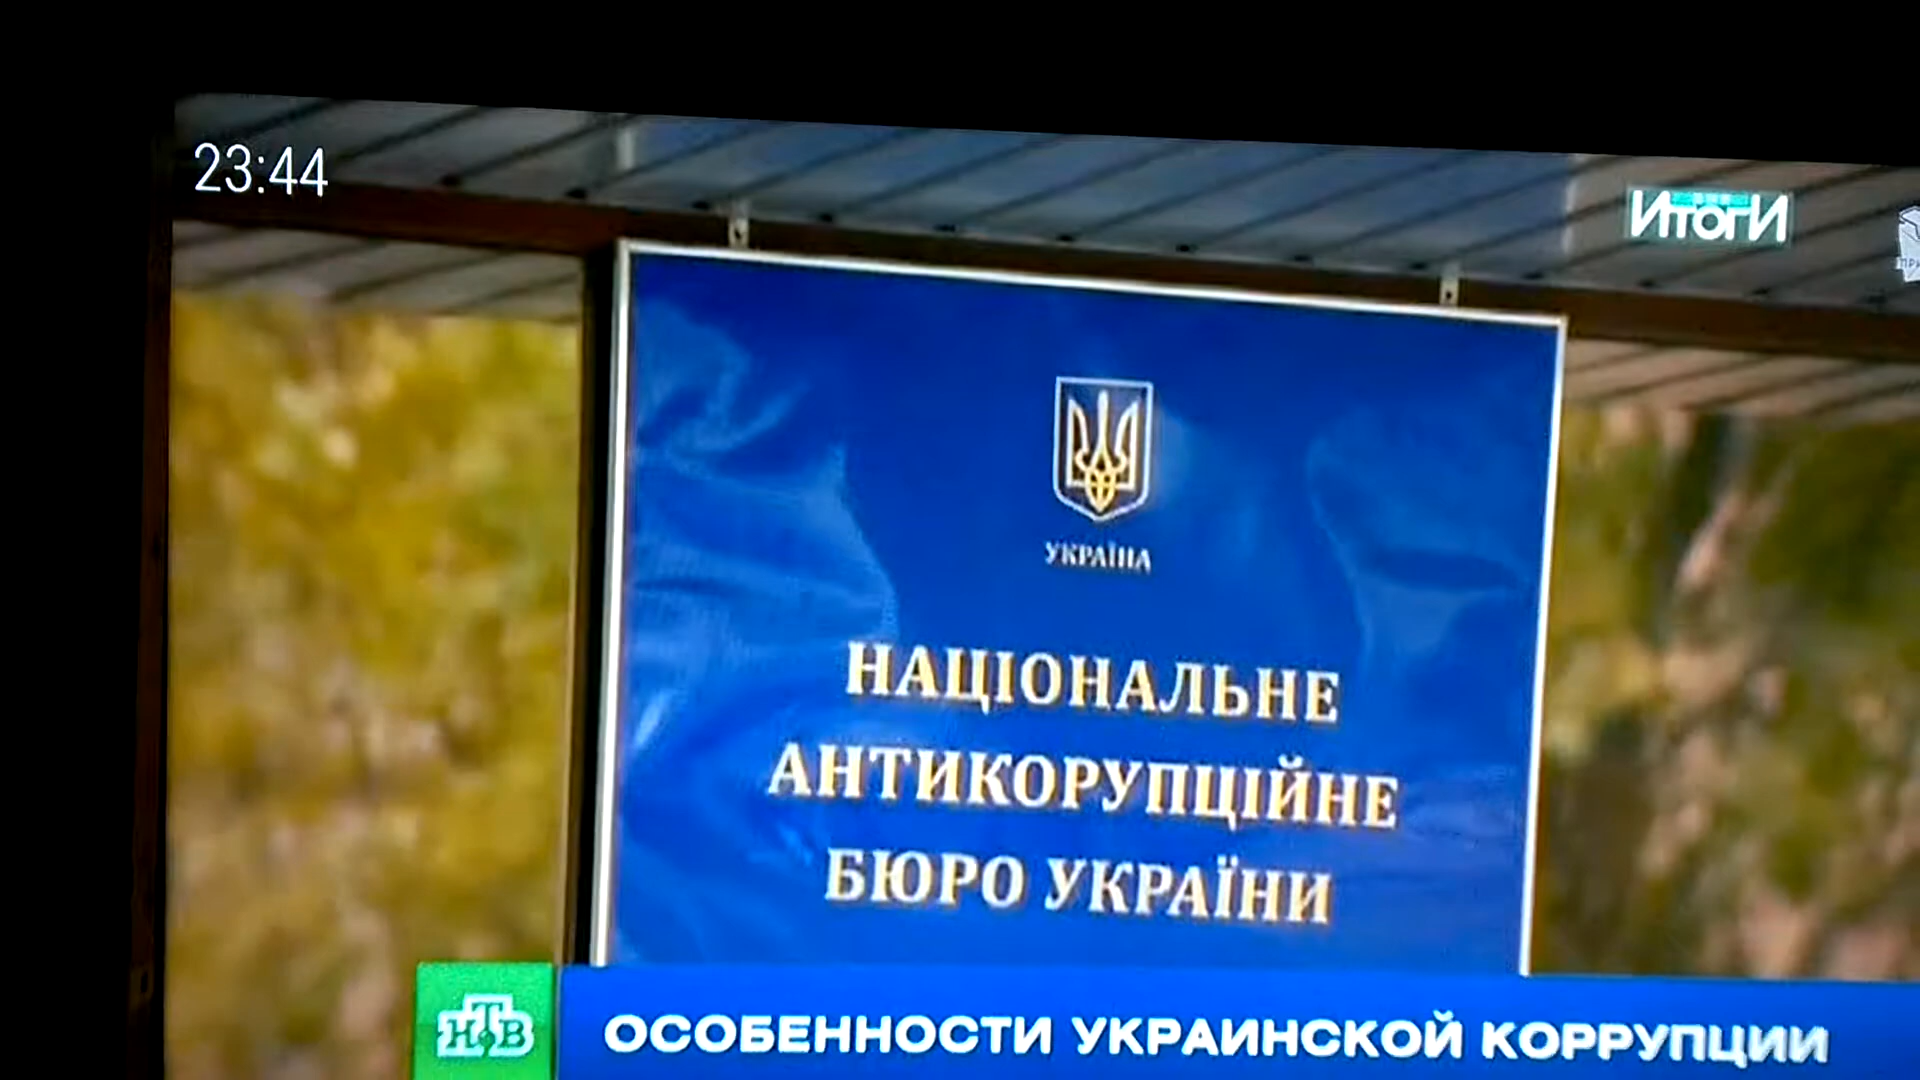 23:44
ИтогИ
УКРАЇНА
НАЦІОНАЛЬНЕ
АНТИКОРУПЦІЙНЕ
БЮРО УКРАЇНИ
НТВ
ОСОБЕННОСТИ УКРАИНСКОЙ КОРРУПЦИИ